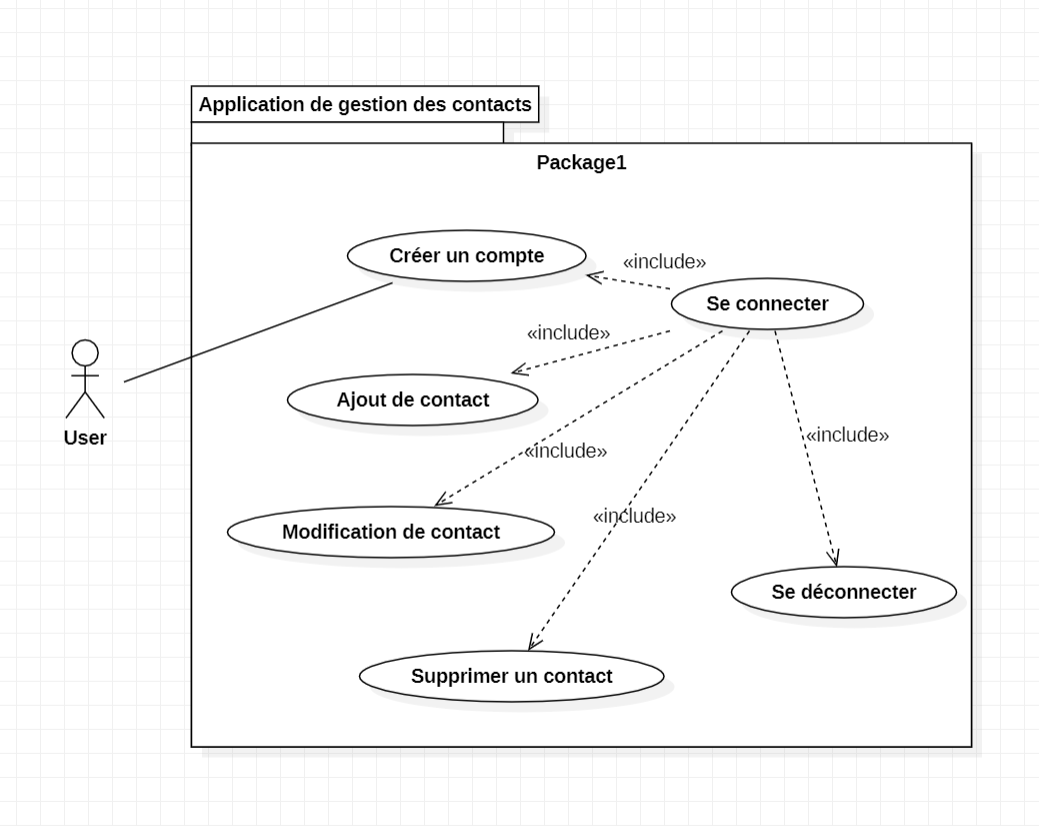 Application de gestion des contacts
Package1
Créer un compte
«include»
Se connecter
«include»
Ajout de contact
User
«include»
«include»
Modification de contact
«include»
Se déconnecter
Supprimer un contact